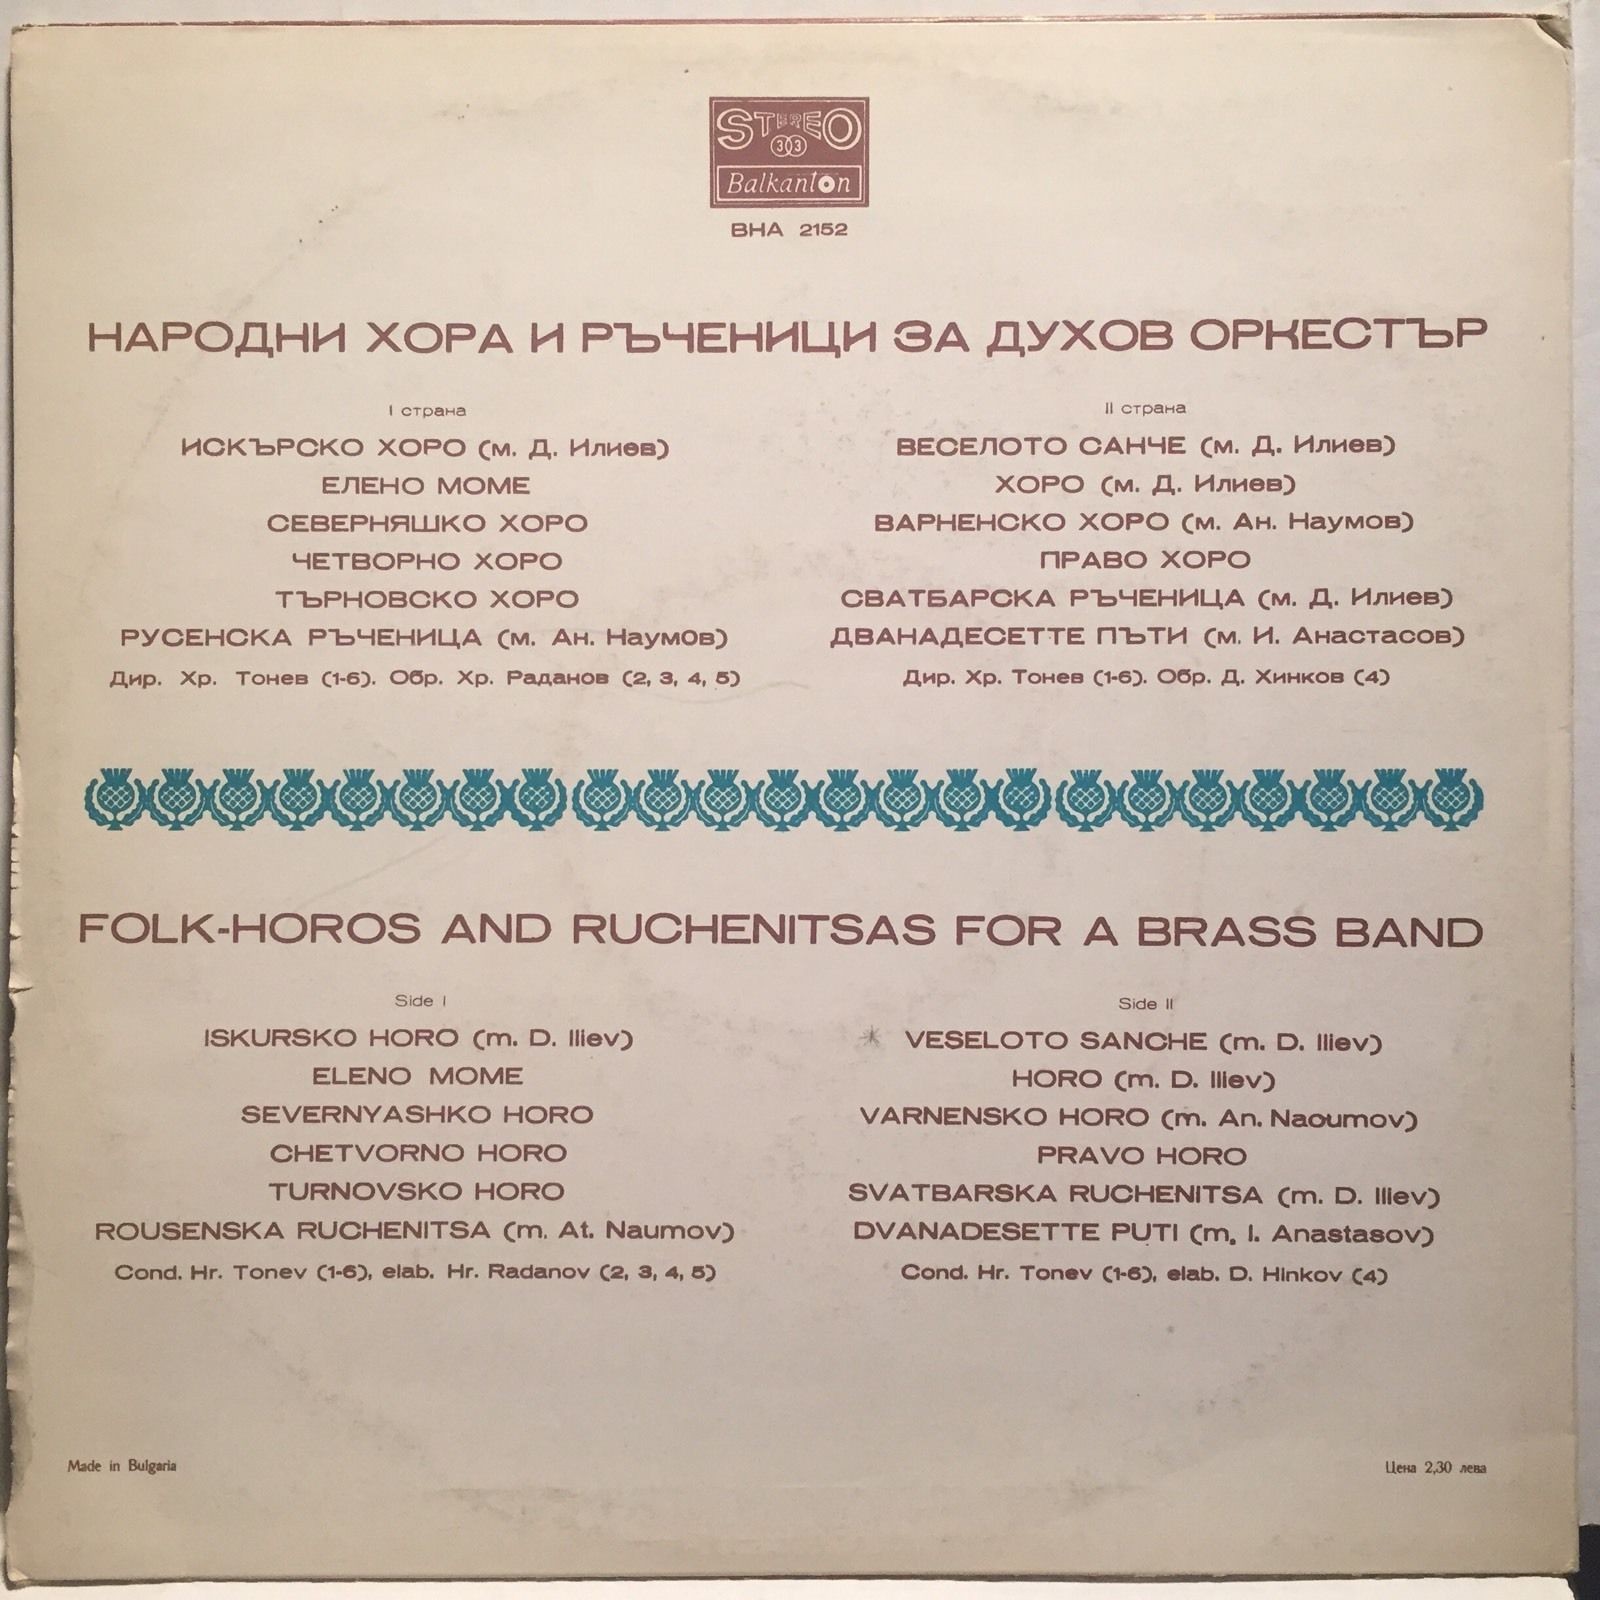 STEREO
33
Balkanton
ВНА 2152
НАРОДНИ ХОРА И РЪЧЕНИЦИ ЗА ДУХОВ ОРКЕСТЪР
I страна
ИСКЪРСКО ХОРО (м. Д. Илиев)
ЕЛЕНО МОМЕ
СЕВЕРНЯШКО ХОРО
ЧЕТВОРНО ХОРО
ТЪРНОВСКО ХОРО
РУСЕНСКА РЪЧЕНИЦА (м. Ан. Наумов)
Дир. Хр. Тонев (1-6). Обр. Хр. Раданов (2, 3, 4, 5)
II страна
ВЕСЕЛОТО САНЧЕ (м. Д. Илиев)
ХОРО (м. Д. Илиев)
ВАРНЕНСКО ХОРО (м. Ан. Наумов)
ПРАВО ХОРО
СВАТБАРСКА РЪЧЕНИЦА (м. Д. Илиев)
ДВАНАДЕСЕТТЕ ПЪТИ (м. И. Анастасов)
Дир. Хр. Тонев (1-6). Обр. Д. Хинков (4)
FOLK-HOROS AND RUCHENITSAS FOR A BRASS BAND
Side I
ISKURSKO HORO (m. D. Iliev)
ELENO MOME
SEVERNYASHKO HORO
CHETVORNO HORO
TURNOVSKO HORO
ROUSENSKA RUCHENITSA (m. At. Naumov)
Cond. Hr. Tonev (1-6), elab. Hr. Radanov (2, 3, 4, 5)
Side II
VESELOTO SANCHE (m. D. Iliev)
HORO (m. D. Iliev)
VARNENSKO HORO (m. An. Naoumov)
PRAVO HORO
SVATBARSKA RUCHENITSA (m. D. Iliev)
DVANADESETTE PUTI (m. I. Anastasov)
Cond. Hr. Tonev (1-6), elab. D. Hinkov (4)
Made in Bulgaria
Цена 2,30 лева